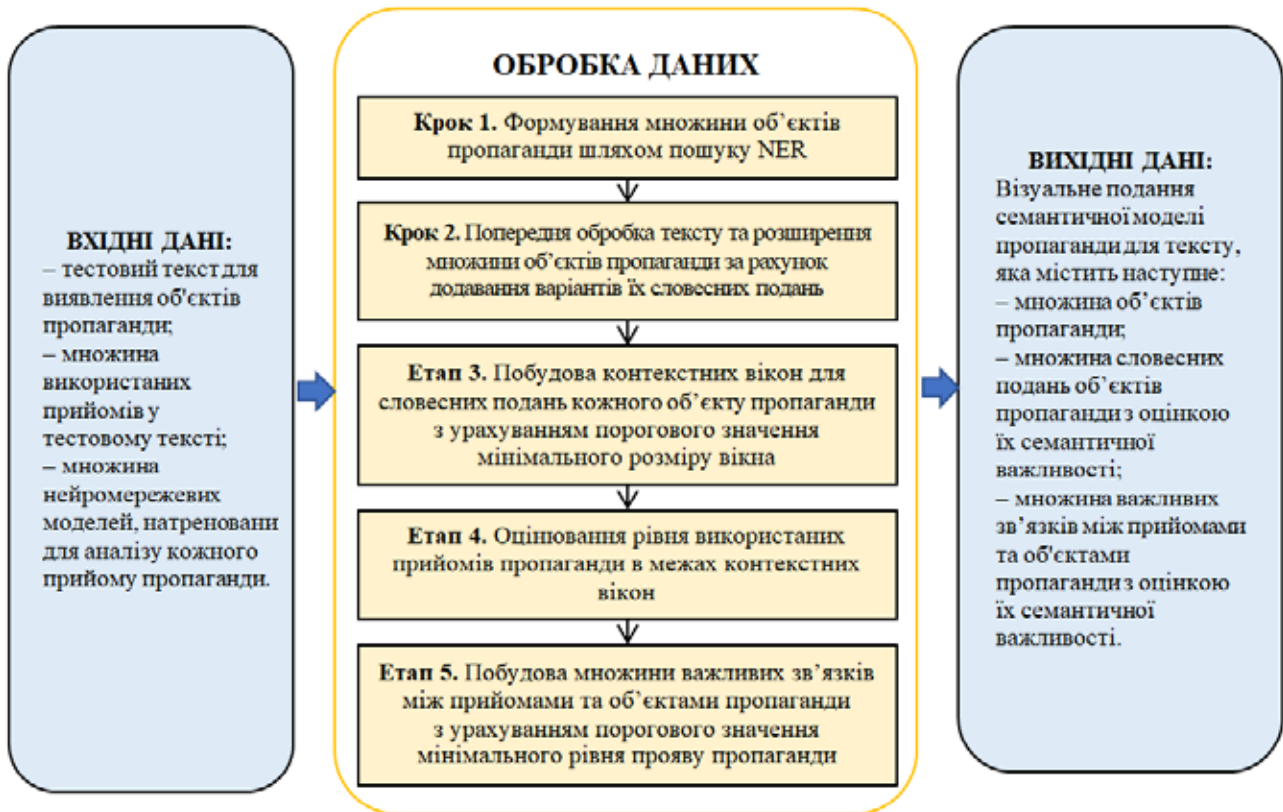 ВХІДНІ ДАНІ:
– тестовий текст для
виявлення об'єктів
пропаганди;
– множина
використаних
прийомів у
тестовому тексті;
– множина
нейромережевих
моделей, натреновани
для аналізу кожного
прийому пропаганди.
ОБРОБКА ДАНИХ
Крок 1. Формування множини об’єктів
пропаганди шляхом пошуку NER
Крок 2. Попередня обробка тексту та розширення
множини об’єктів пропаганди за рахунок
додавання варіантів їх словесних подань
Етап 3. Побудова контекстних вікон для
словесних подань кожного об’єкту пропаганди
з урахуванням порогового значення
мінімального розміру вікна
Етап 4. Оцінювання рівня використаних
прийомів пропаганди в межах контекстних
вікон
Етап 5. Побудова множини важливих зв’язків
між прийомами та об’єктами пропаганди
з урахуванням порогового значення
мінімального рівня прояву пропаганди
ВИХІДНІ ДАНІ:
Візуальне подання
семантичної моделі
пропаганди для тексту,
яка містить наступне:
– множина об’єктів
пропаганди;
– множина словесних
подань об’єктів
пропаганди з оцінкою
їх семантичної
важливості;
– множина важливих
зв’язків між прийомами
та об'єктами
пропаганди з оцінкою
їх семантичної
важливості.